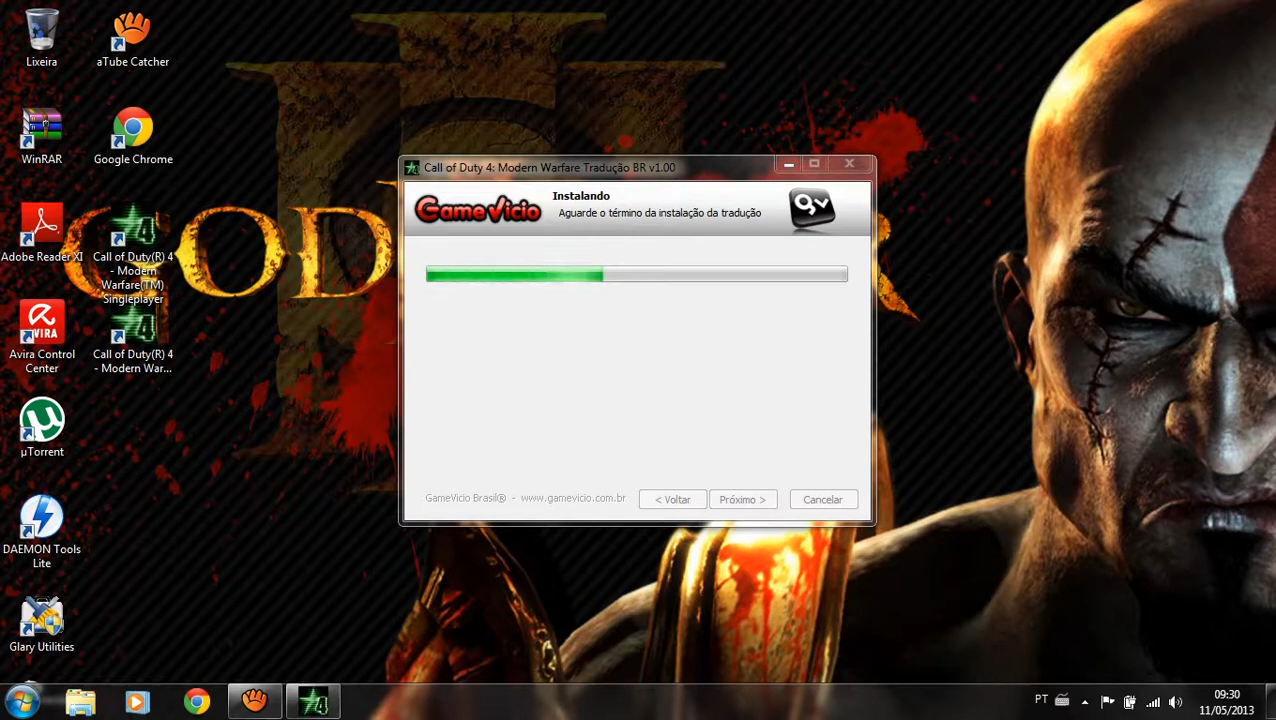 Lixeira
aTube Catcher
WinRAR
Google Chrome
Adobe Reader XI
Call of Duty(R) 4
- Modern
Warfare(TM)
Singleplayer
Avira Control
Center
Call of Duty(R) 4
- Modern War...
µTorrent
DAEMON Tools
Lite
Glary Utilities
GOD
Call of Duty 4: Modern Warfare Tradução BR v1.00
GameVicio
Instalando
Aguarde o término da instalação da tradução
gv
GameVicio Brasil® - www.gamevicio.com.br
< Voltar
Próximo >
Cancelar
PT
09:30
11/05/2013